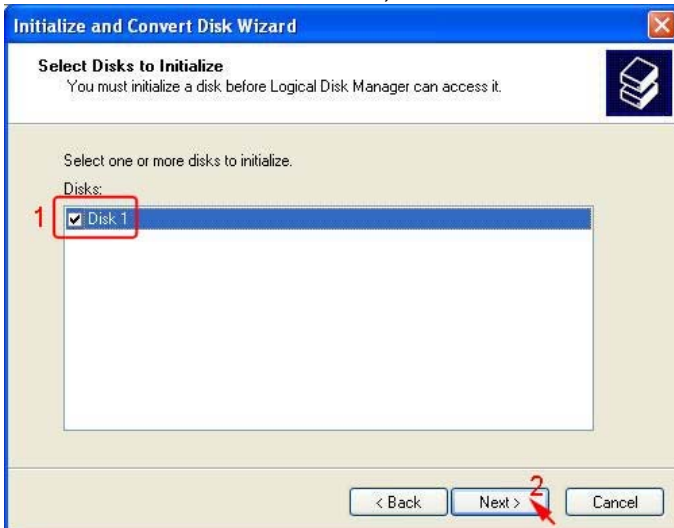 Initialize and Convert Disk Wizard
Select Disks to Initialize
You must initialize a disk before Logical Disk Manager can access it.
Select one or more disks to initialize.
Disks:
1
Disk 1
2
< Back
Next >
Cancel